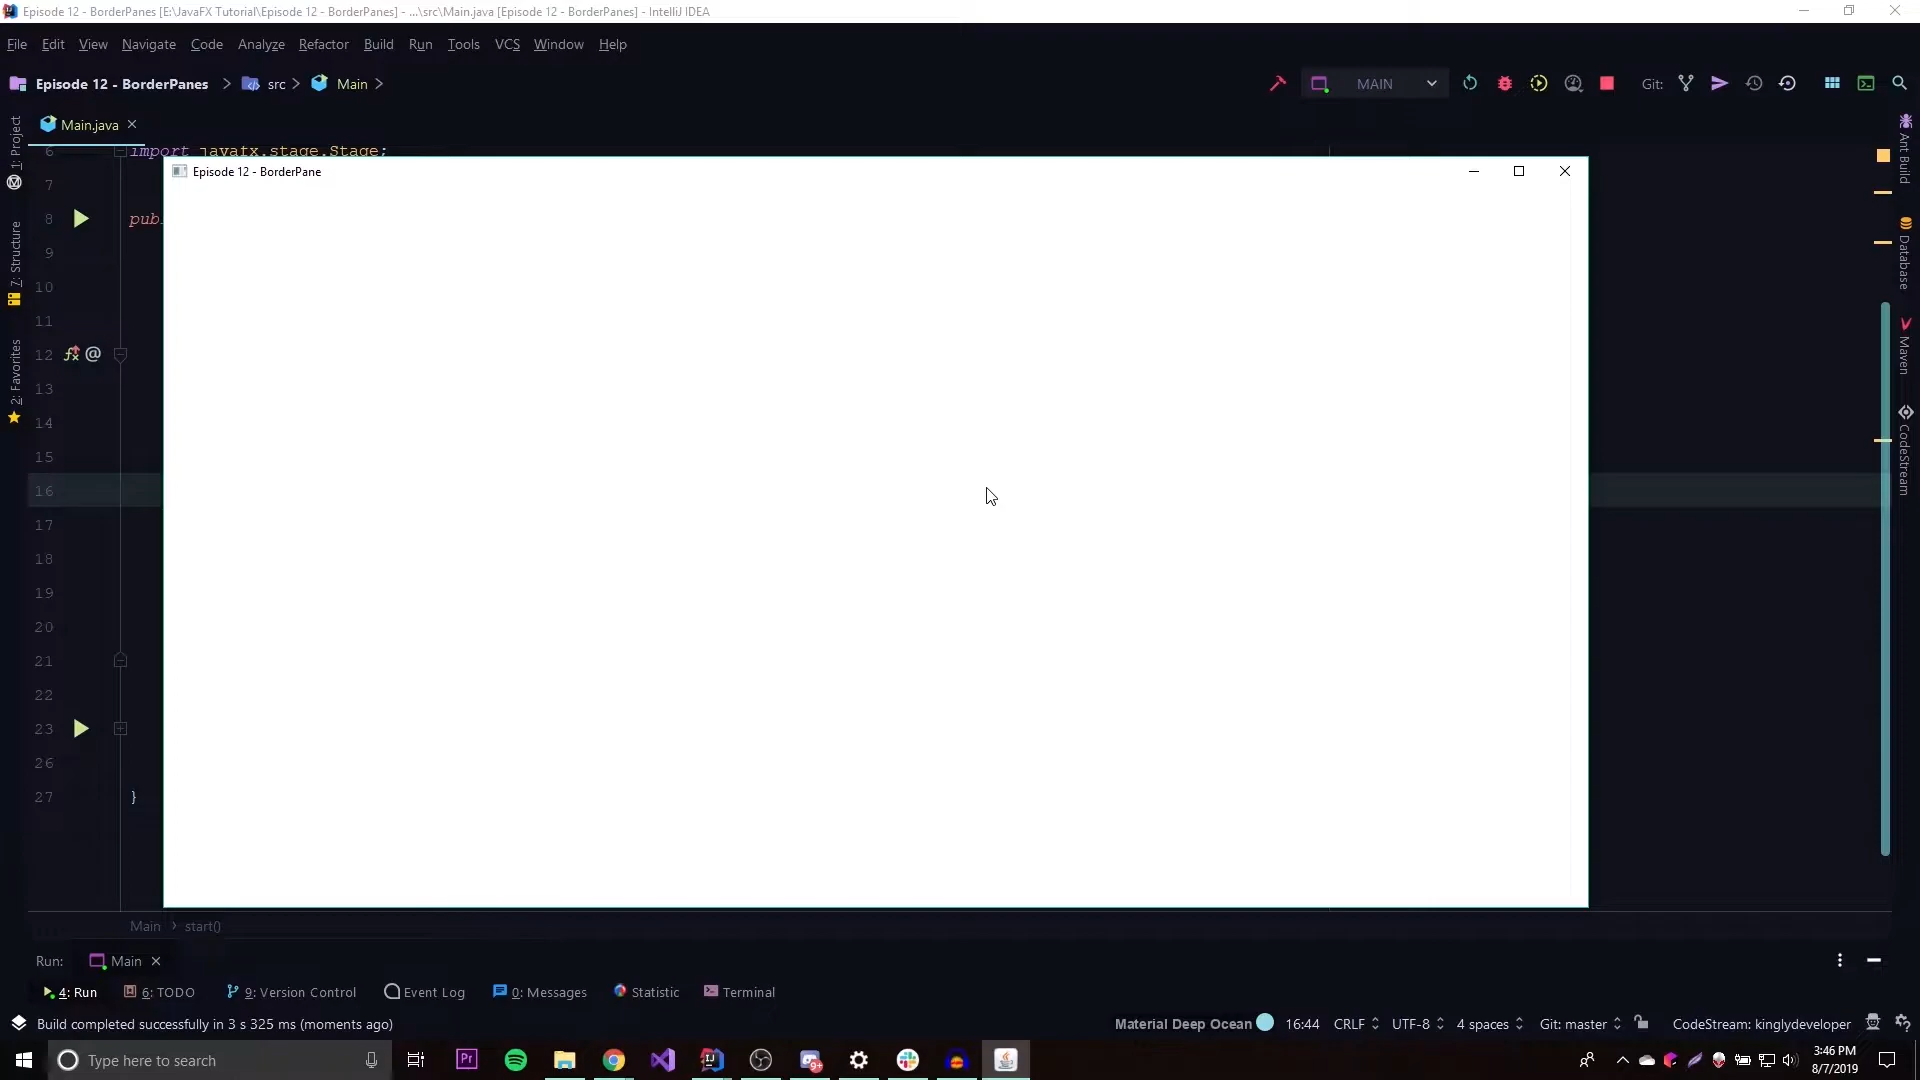 Episode 12 - BorderPanes [E:\JavaFX Tutorial\Episode 12 - BorderPanes] - ...\src\Main.java [Episode 12 - BorderPanes] - IntelliJ IDEA
File Edit View Navigate Code Analyze Refactor Build Run Tools VCS Window Help
Episode 12 - BorderPanes src Main MAIN Git:
Main.java
1: Project
7: Structure
2: Favorites
6 import javafx.stage.Stage;
Episode 12 - BorderPane
7
8 pub
9
10
11
12
13
14
15
16
17
18
19
20
21
22
23
26
27 }
Ant Build
Database
Maven
CodeStream
Main start()
Run: Main
4: Run 6: TODO 9: Version Control Event Log 0: Messages Statistic Terminal
Build completed successfully in 3 s 325 ms (moments ago) Material Deep Ocean 16:44 CRLF UTF-8 4 spaces Git: master CodeStream: kinglydeveloper
Type here to search
3:46 PM
8/7/2019